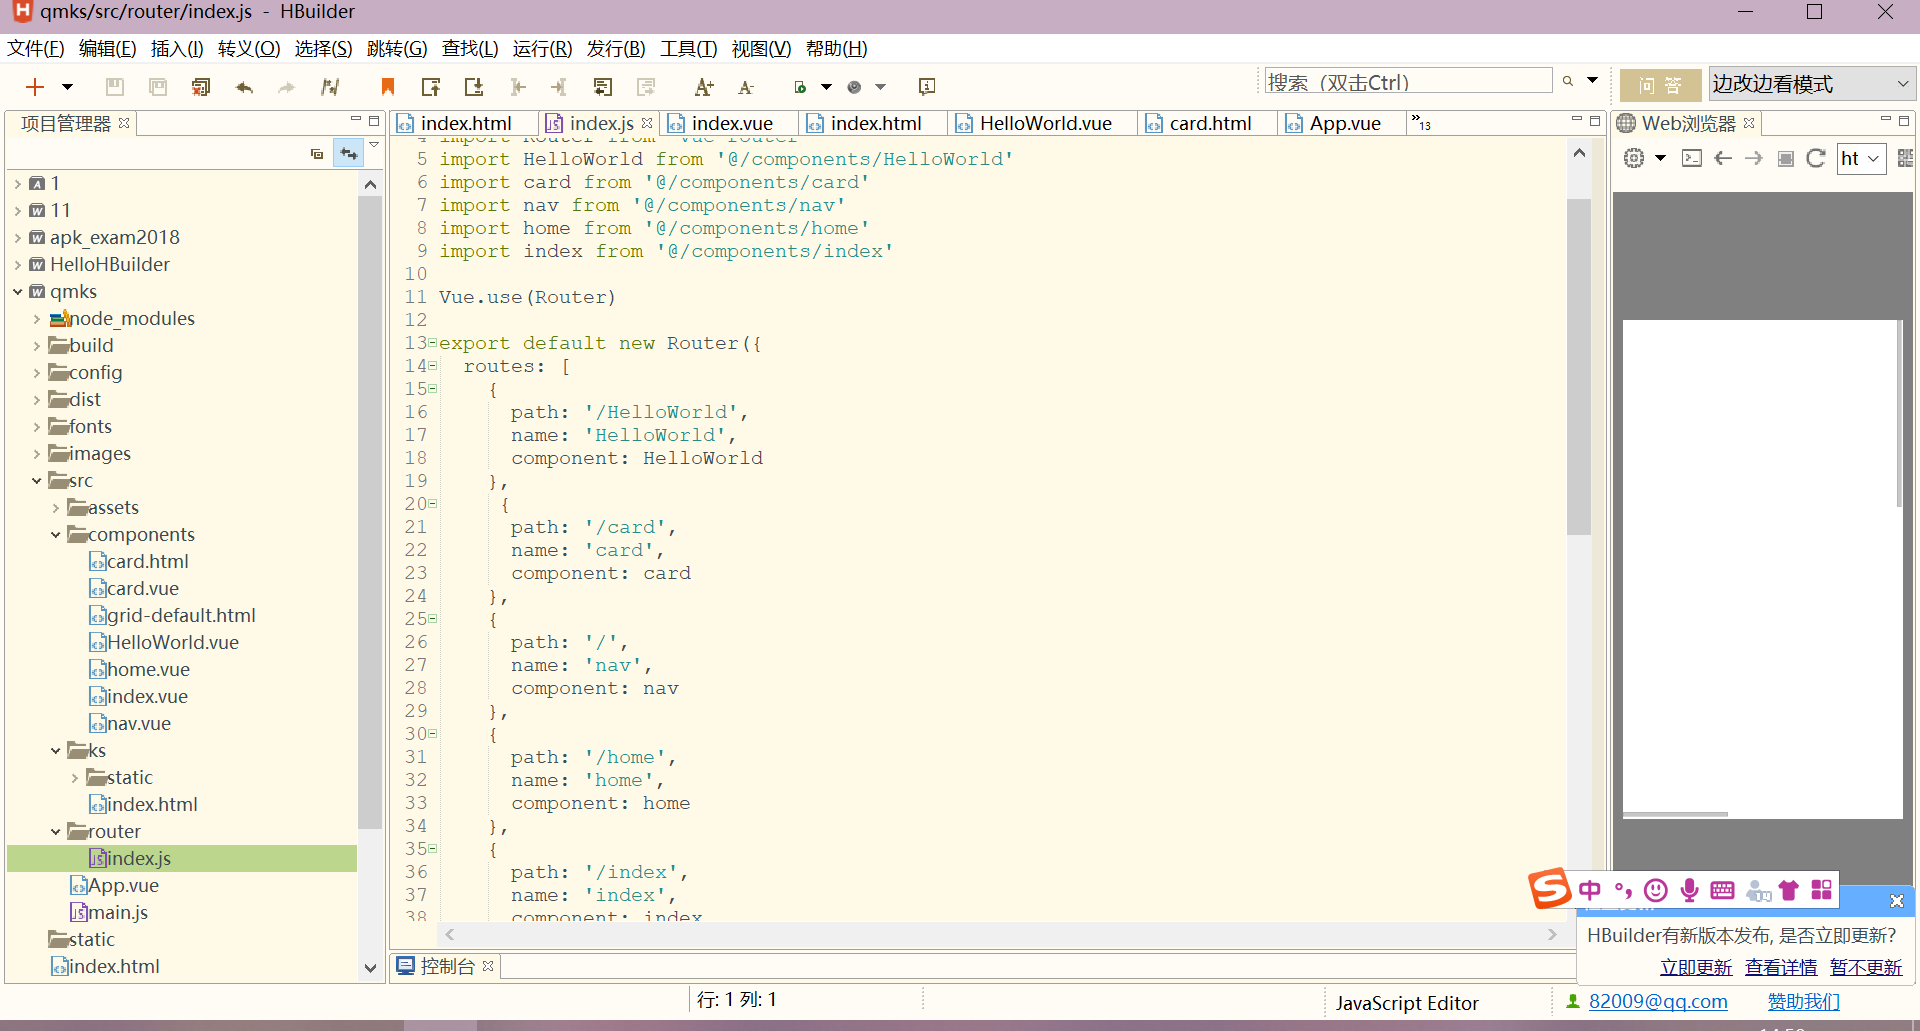 qmks/src/router/index.js - HBuilder
文件(F) 编辑(E) 插入(I) 转义(O) 选择(S) 跳转(G) 查找(L) 运行(R) 发行(B) 工具(T) 视图(V) 帮助(H)
搜索（双击Ctrl） 问 答 边改边看模式
项目管理器
1
11
apk_exam2018
HelloHBuilder
qmks
node_modules
build
config
dist
fonts
images
src
assets
components
card.html
card.vue
grid-default.html
HelloWorld.vue
home.vue
index.vue
nav.vue
ks
static
index.html
router
index.js
App.vue
main.js
static
index.html
index.html index.js index.vue index.html HelloWorld.vue card.html App.vue »13
4 import Router from 'vue-router'
5 import HelloWorld from '@/components/HelloWorld'
6 import card from '@/components/card'
7 import nav from '@/components/nav'
8 import home from '@/components/home'
9 import index from '@/components/index'
10
11 Vue.use(Router)
12
13 export default new Router({
14 routes: [
15 {
16 path: '/HelloWorld',
17 name: 'HelloWorld',
18 component: HelloWorld
19 },
20 {
21 path: '/card',
22 name: 'card',
23 component: card
24 },
25 {
26 path: '/',
27 name: 'nav',
28 component: nav
29 },
30 {
31 path: '/home',
32 name: 'home',
33 component: home
34 },
35 {
36 path: '/index',
37 name: 'index',
38 component: index
控制台
Web浏览器
ht
中
HBuilder有新版本发布, 是否立即更新?
立即更新 查看详情 暂不更新
行: 1 列: 1
JavaScript Editor
82009@qq.com
赞助我们